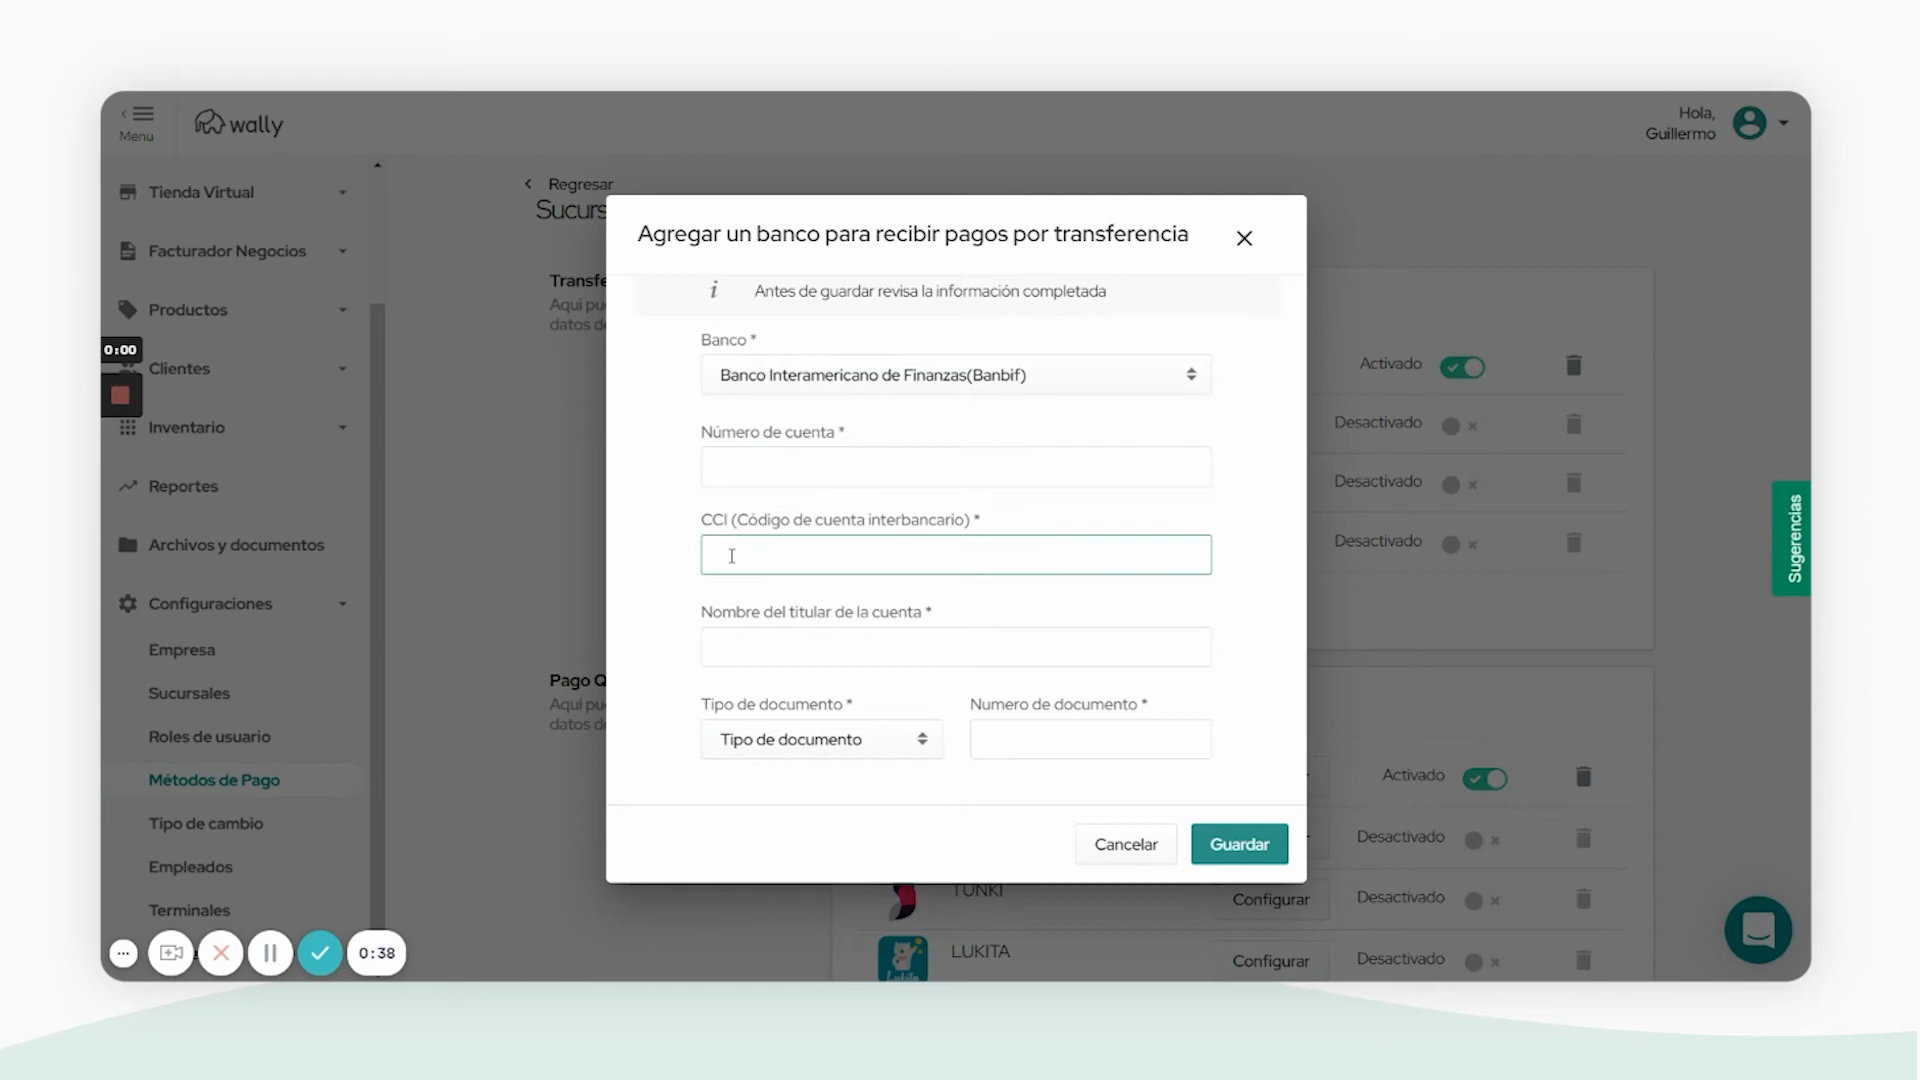 Menu
wally
Hola,
Guillermo
Tienda Virtual
Facturador Negocios
Productos
0:00
Clientes
Inventario
Reportes
Archivos y documentos
Configuraciones
Empresa
Sucursales
Roles de usuario
Métodos de Pago
Tipo de cambio
Empleados
Terminales
0:38
Regresar
Sucurs
Transfe
Aquí pu
datos de
Pago Q
Aquí pu
datos de
Agregar un banco para recibir pagos por transferencia
i Antes de guardar revisa la información completada
Banco *
Banco Interamericano de Finanzas(Banbif)
Número de cuenta *
CCI (Código de cuenta interbancario) *
Nombre del titular de la cuenta *
Tipo de documento * Numero de documento *
Tipo de documento
Cancelar Guardar
Activado
Desactivado
Desactivado
Desactivado
Activado
Desactivado
TUNKI Configurar Desactivado
Lukita LUKITA Configurar Desactivado
Sugerencias